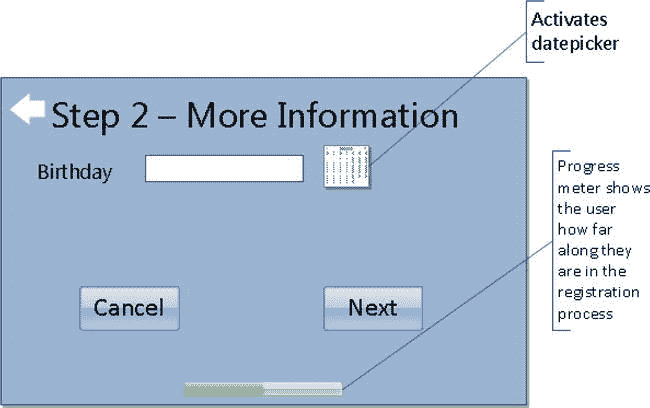 Activates
datepicker
Step 2 – More Information
Birthday
Progress
meter shows
the user
how far
along they
are in the
registration
process
Cancel
Next